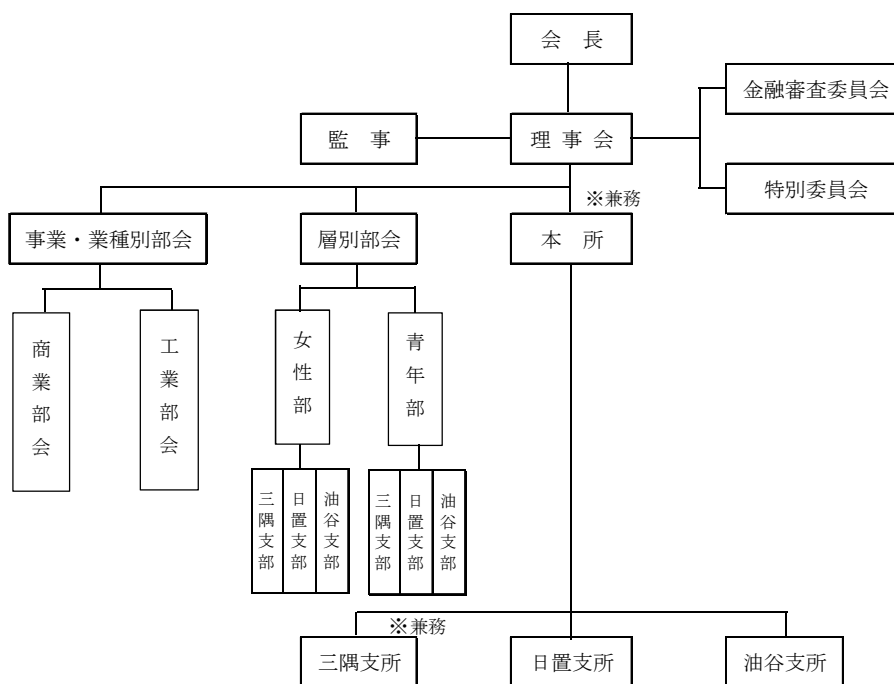 会　長
金融審査委員会
監　事
理 事 会
特別委員会
※兼務
事業・業種別部会
層別部会
本　所
商業部会
工業部会
女性部
青年部
三隅支部
日置支部
油谷支部
三隅支部
日置支部
油谷支部
※兼務
三隅支所
日置支所
油谷支所